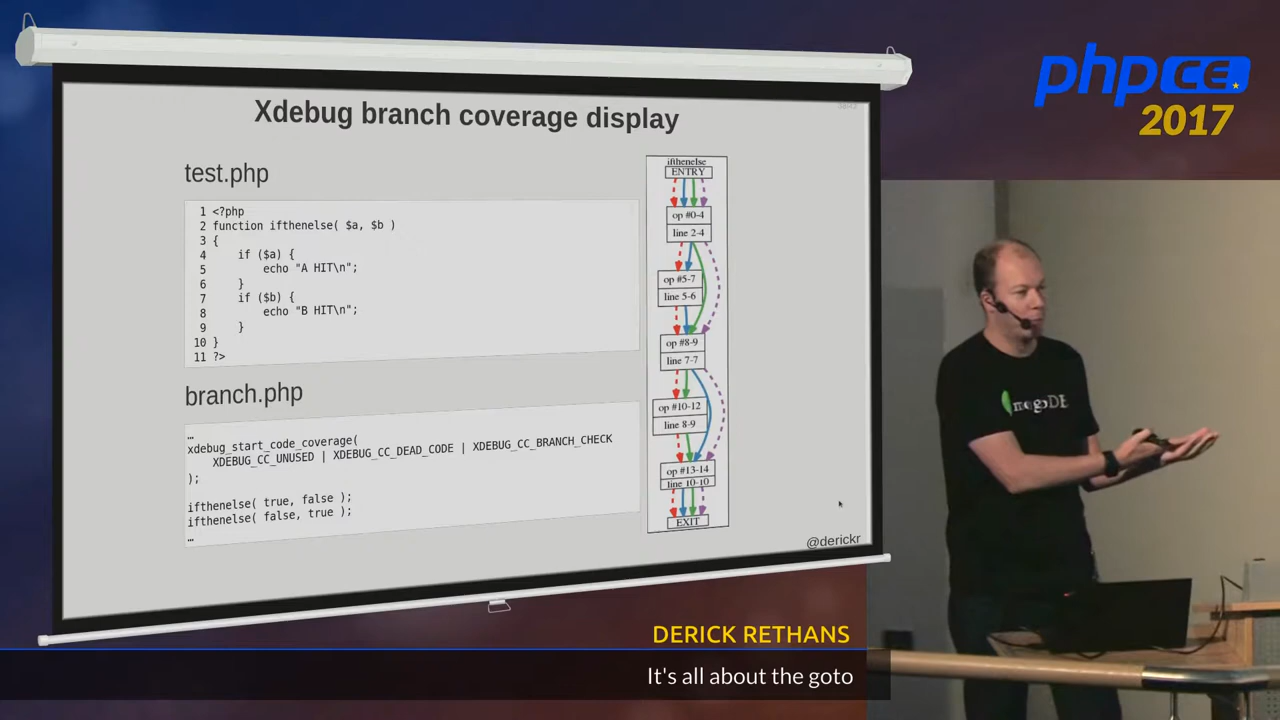 Xdebug branch coverage display
test.php
1 <?php
2 function ifthenelse( $a, $b )
3 {
4     if ($a) {
5         echo "A HIT\n";
6     }
7     if ($b) {
8         echo "B HIT\n";
9     }
10 }
11 ?>
branch.php
…
xdebug_start_code_coverage(
    XDEBUG_CC_UNUSED | XDEBUG_CC_DEAD_CODE | XDEBUG_CC_BRANCH_CHECK
);
ifthenelse( true, false );
ifthenelse( false, true );
…
ifthenelse
ENTRY
op #0-4
line 2-4
op #5-7
line 5-6
op #8-9
line 7-7
op #10-12
line 8-9
op #13-14
line 10-10
EXIT
@derickr
phpCE
2017
mongoDB
DERICK RETHANS
It's all about the goto